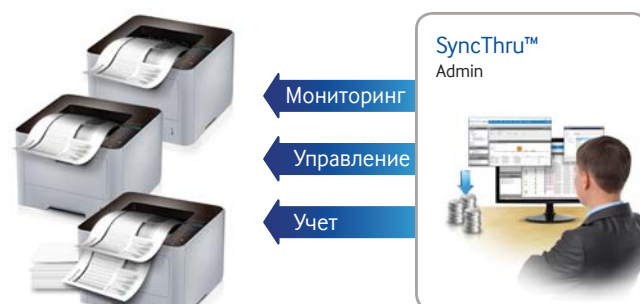 SyncThru™
Admin
Мониторинг
Управление
Учет